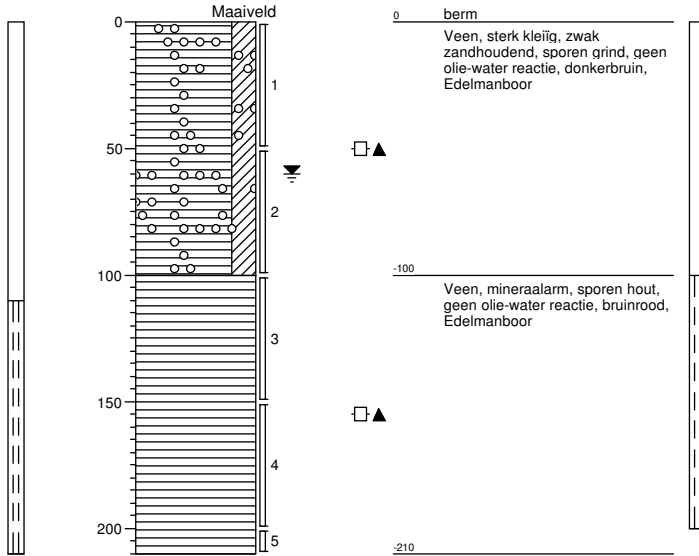 Maaiveld
0
50
100
150
200
1
2
3
4
5
0
berm
Veen, sterk kleiïg, zwak
zandhoudend, sporen grind, geen
olie-water reactie, donkerbruin,
Edelmanboor
-100
Veen, mineraalarm, sporen hout,
geen olie-water reactie, bruinrood,
Edelmanboor
-210